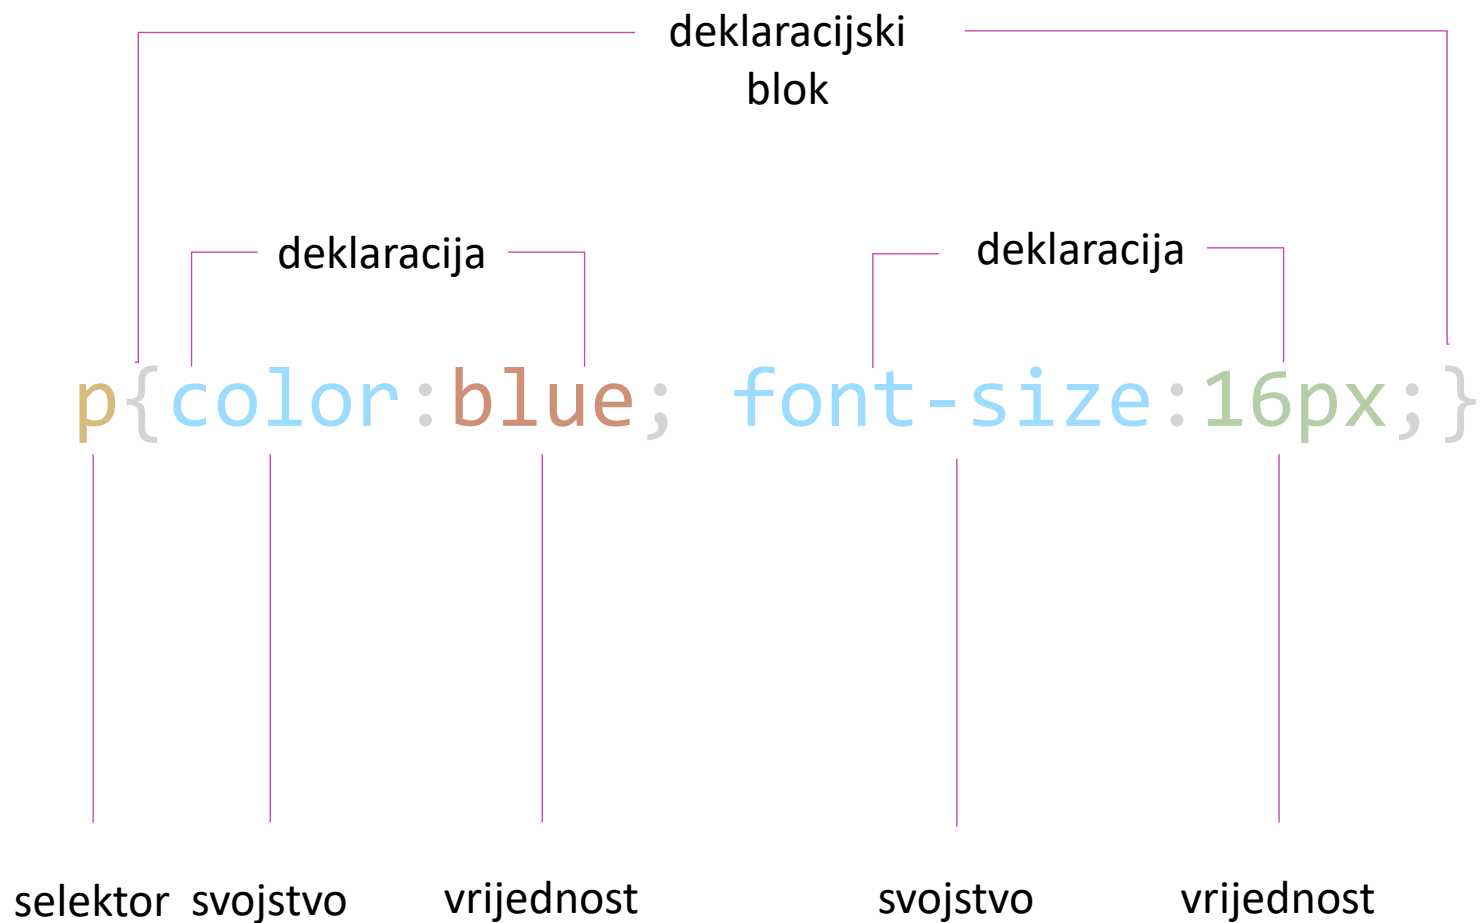 deklaracijski
blok
deklaracija deklaracija
p{color:blue; font-size:16px;}
selektor svojstvo vrijednost svojstvo vrijednost